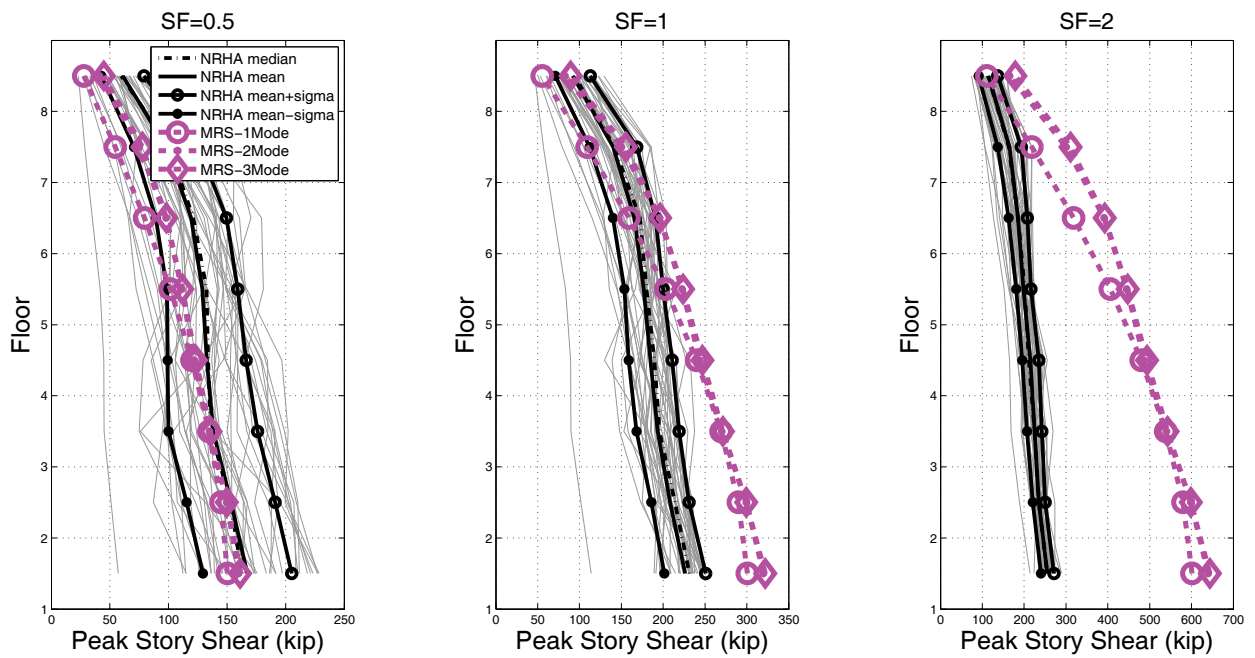 SF=0.5
SF=1
SF=2
NRHA median
NRHA mean
NRHA mean+sigma
NRHA mean-sigma
MRS-1Mode
MRS-2Mode
MRS-3Mode
Floor
8
7
6
5
4
3
2
1
0 50 100 150 200 250
Peak Story Shear (kip)
Floor
8
7
6
5
4
3
2
1
0 50 100 150 200 250 300 350
Peak Story Shear (kip)
Floor
8
7
6
5
4
3
2
1
0 100 200 300 400 500 600 700
Peak Story Shear (kip)